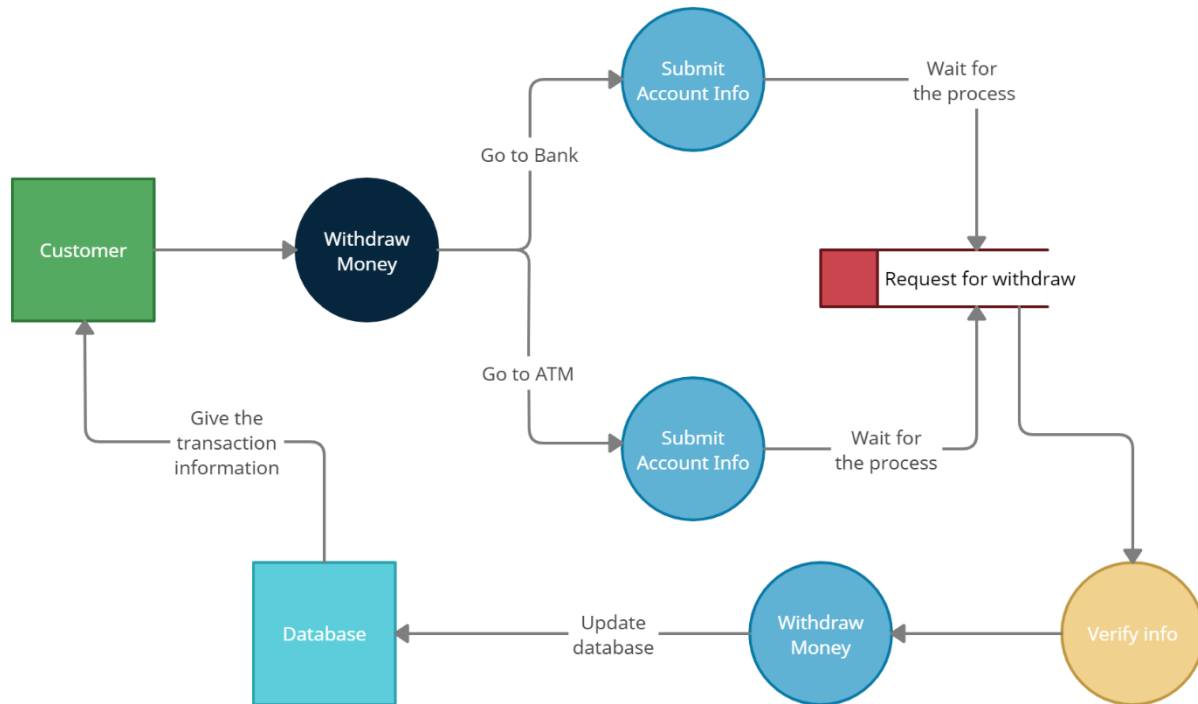 Submit
Account Info
Wait for
the process
Go to Bank
Customer
Withdraw
Money
Request for withdraw
Go to ATM
Submit
Account Info
Wait for
the process
Give the
transaction
information
Database
Update
database
Withdraw
Money
Verify info